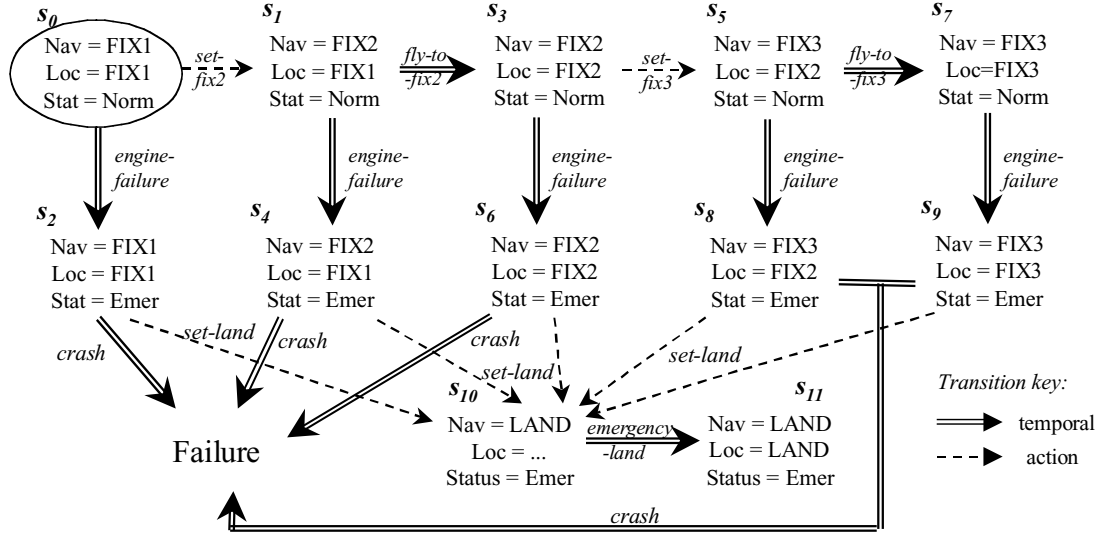 s0
Nav = FIX1
Loc = FIX1
Stat = Norm
set-
fix2
s1
Nav = FIX2
Loc = FIX1
Stat = Norm
fly-to
-fix2
s3
Nav = FIX2
Loc = FIX2
Stat = Norm
set-
fix3
s5
Nav = FIX3
Loc = FIX2
Stat = Norm
fly-to
-fix3
s7
Nav = FIX3
Loc=FIX3
Stat = Norm
engine-
failure
engine-
failure
engine-
failure
engine-
failure
engine-
failure
s2
Nav = FIX1
Loc = FIX1
Stat = Emer
s4
Nav = FIX2
Loc = FIX1
Stat = Emer
s6
Nav = FIX2
Loc = FIX2
Stat = Emer
s8
Nav = FIX3
Loc = FIX2
Stat = Emer
s9
Nav = FIX3
Loc = FIX3
Stat = Emer
crash
set-land
crash
crash
set-land
set-land
Failure
s10
Nav = LAND
Loc = ...
Status = Emer
emergency
-land
s11
Nav = LAND
Loc = LAND
Status = Emer
crash
Transition key:
temporal
action